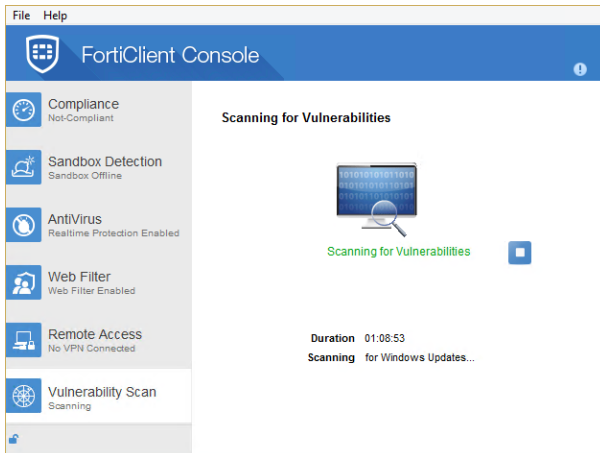 File Help
FortiClient Console
Compliance
Not-Compliant
Sandbox Detection
Sandbox Offline
AntiVirus
Realtime Protection Enabled
Web Filter
Web Filter Enabled
Remote Access
No VPN Connected
Vulnerability Scan
Scanning
Scanning for Vulnerabilities
101010101011010
Scanning for Vulnerabilities
Duration 01:08:53
Scanning for Windows Updates...